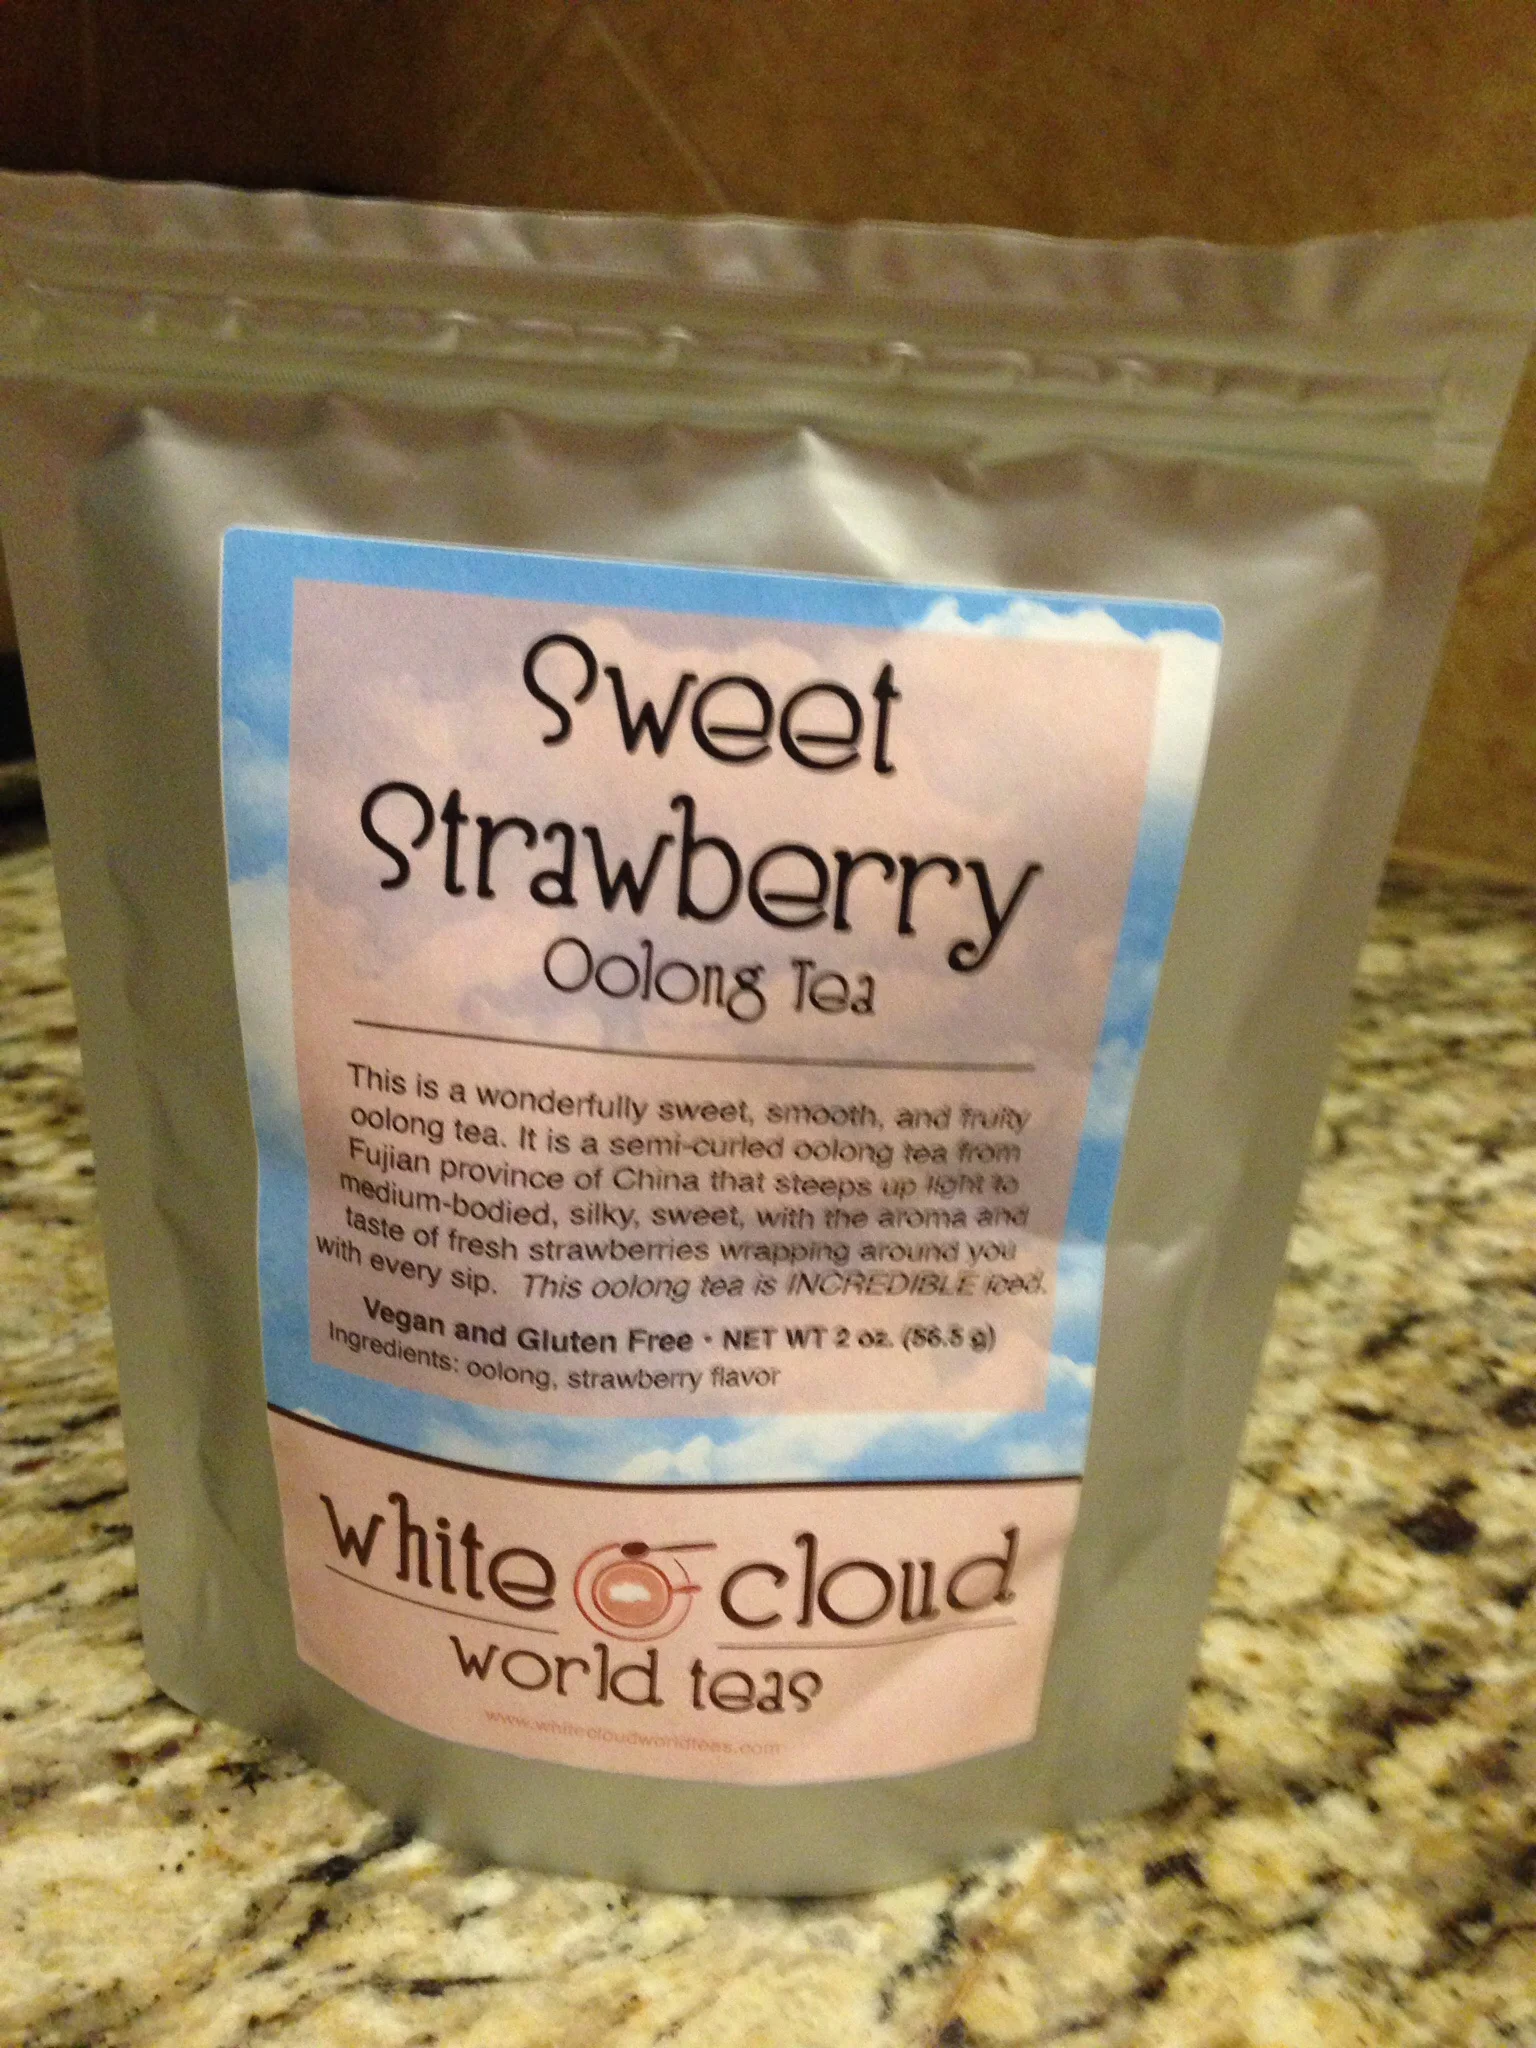 Sweet
Strawberry
Oolong Tea
This is a wonderfully sweet, smooth, and fruity
oolong tea. It is a semi-curled oolong tea from
Fujian province of China that steeps up light to
medium-bodied, silky, sweet, with the aroma and
taste of fresh strawberries wrapping around you
with every sip. This oolong tea is INCREDIBLE iced.
Vegan and Gluten Free • NET WT 2 oz. (56.5 g)
Ingredients: oolong, strawberry flavor
white cloud
world teas
www.whitecloudworldteas.com